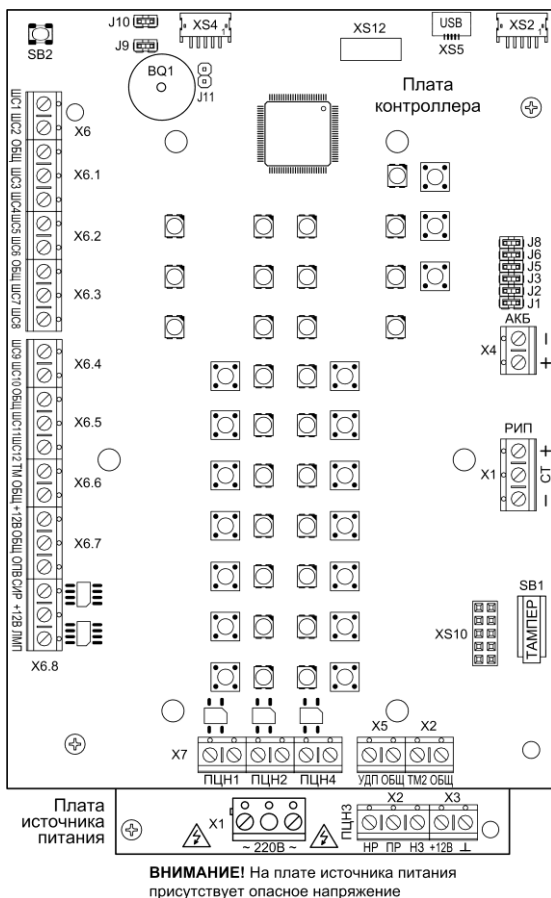 J10
XS4
XS12
USB
XS5
XS2
SB2
J9
BQ1
J11
Плата
контроллера
ШС1 ШС2 ОБЩ ШС3 ШС4 ШС5 ШС6 ОБЩ ШС7 ШС8
X6
X6.1
X6.2
X6.3
J8
J6
J5
J3
J2
J1
АКБ
X4
−
+
ШС9 ШС10 ОБЩ ШС11 ШС12 ТМ ОБЩ +12В ОБЩ ОПВ СИР +12В ЛМП
X6.4
X6.5
X6.6
X6.7
X6.8
РИП
X1
+
СТ
−
SB1
ТАМПЕР
XS10
X7
ПЦН1 ПЦН2 ПЦН4
X5 X2
УДП ОБЩ ТМ2 ОБЩ
Плата
источника
питания
X1
~ 220В ~
ПЦН3
X2 X3
НР ПР НЗ +12В ⊥
ВНИМАНИЕ! На плате источника питания
присутствует опасное напряжение